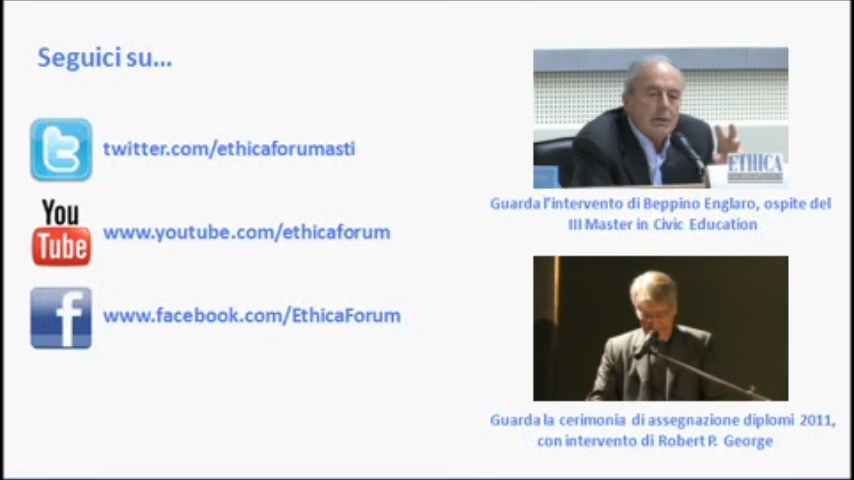 Seguici su...
twitter.com/ethicaforumasti
You
Tube
www.youtube.com/ethicaforum
f
www.facebook.com/EthicaForum
ETHICA
Guarda l'intervento di Beppino Englaro, ospite del
III Master in Civic Education
Guarda la cerimonia di assegnazione diplomi 2011,
con intervento di Robert P. George